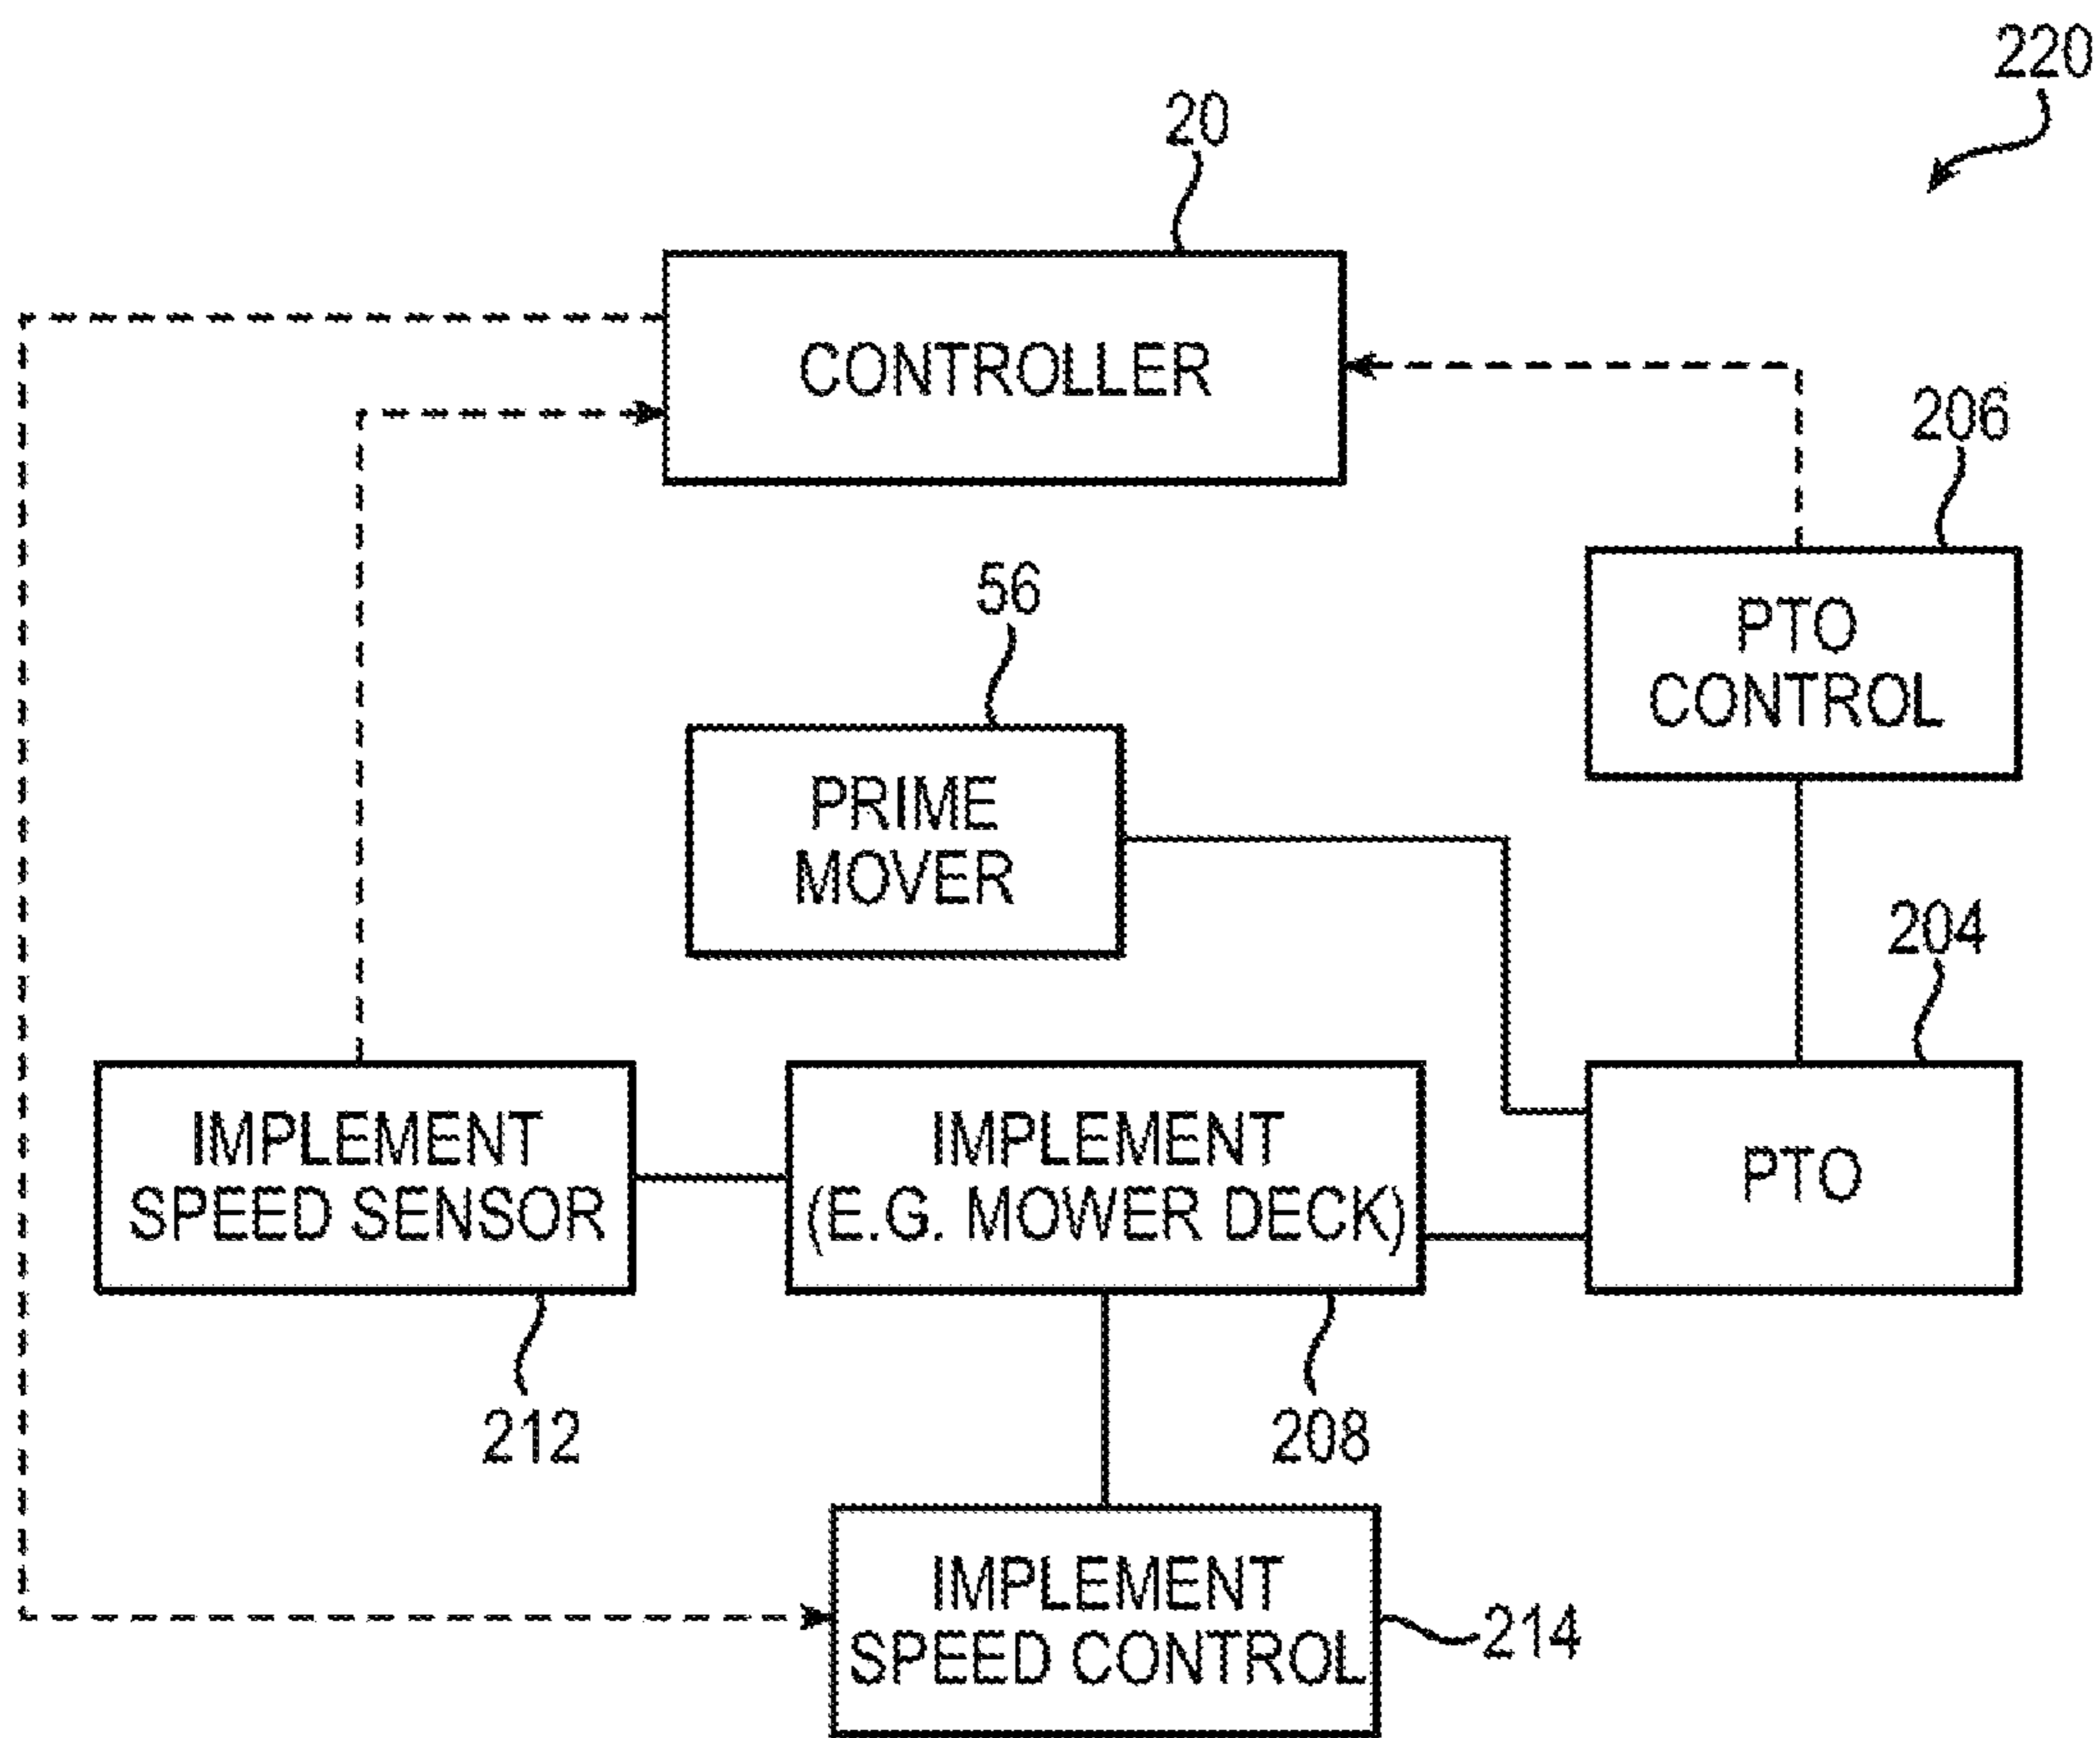 220
20
CONTROLLER
206
PTO
CONTROL
56
PRIME
MOVER
204
PTO
IMPLEMENT
SPEED SENSOR
212
IMPLEMENT
(E.G. MOWER DECK)
208
IMPLEMENT
SPEED CONTROL
214